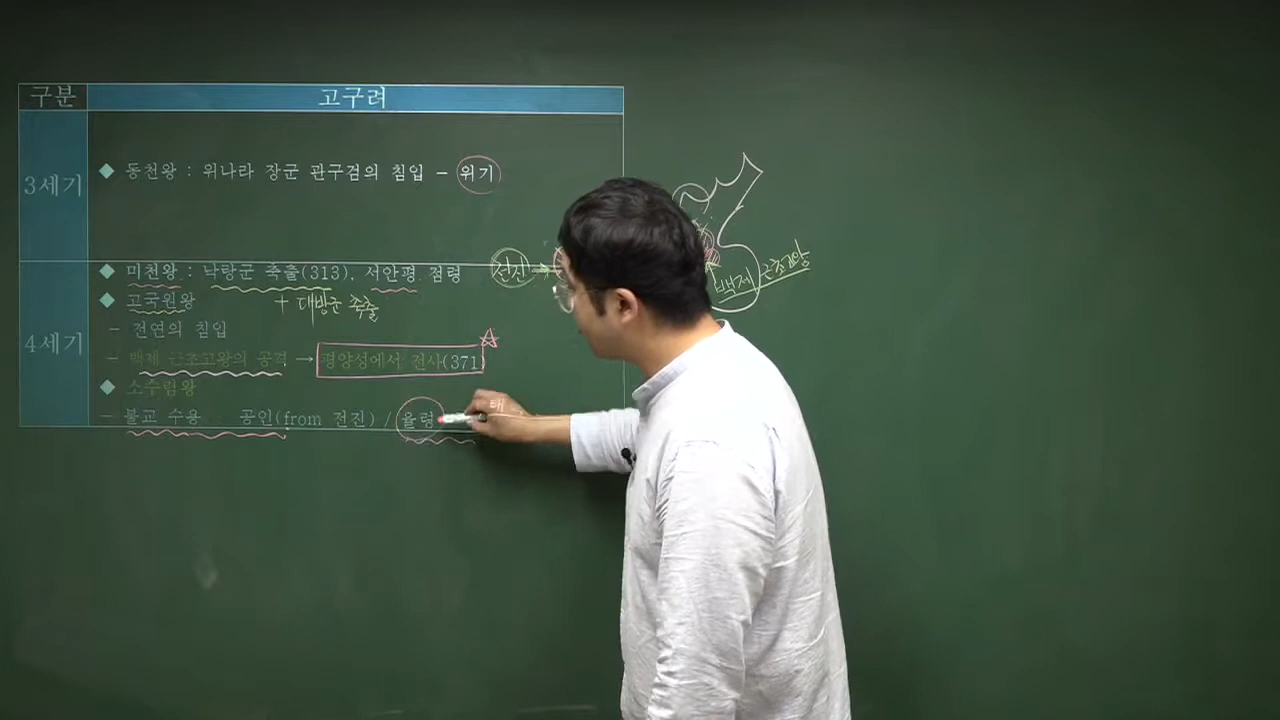 구분 고구려
3세기
◆ 동천왕 : 위나라 장군 관구검의 침입 - 위기
4세기
◆ 미천왕 : 낙랑군 축출(313), 서안평 점령
◆ 고국원왕
+ 대방군 축출
- 전연의 침입
- 백제 근초고왕의 공격 → 평양성에서 전사(371)
◆ 소수림왕
- 불교 수용 공인(from 전진) / 율령
태
전진
백제 근초고왕